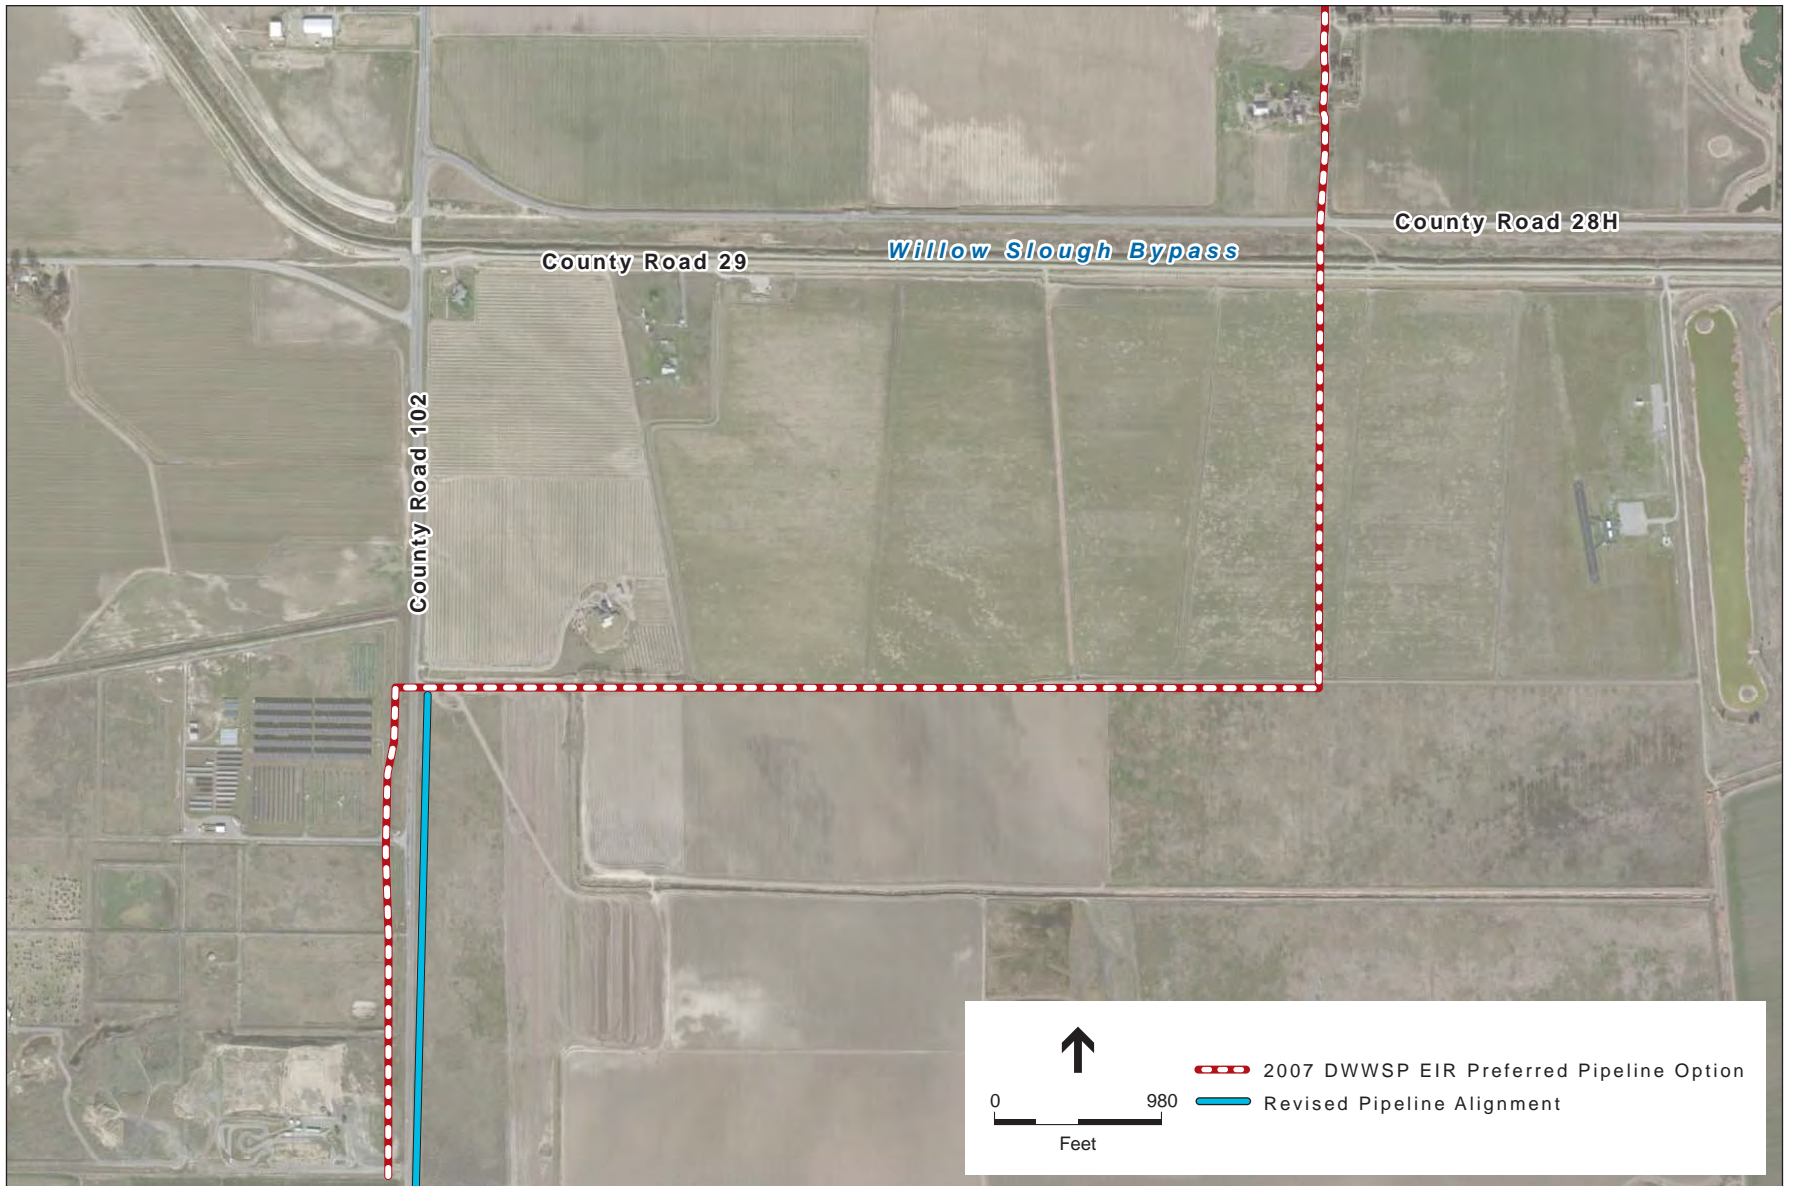 County Road 28H
Willow Slough Bypass
County Road 29
County Road 102
0 980
Feet
2007 DWWSP EIR Preferred Pipeline Option
Revised Pipeline Alignment